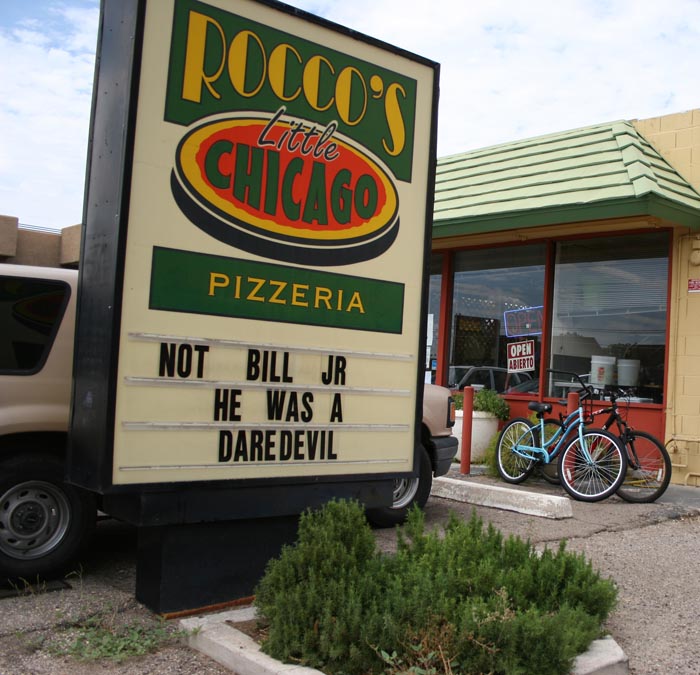 ROCCO'S
Little
CHICAGO
PIZZERIA
NOT BILL JR
HE WAS A
DAREDEVIL
OPEN
ABIERTO